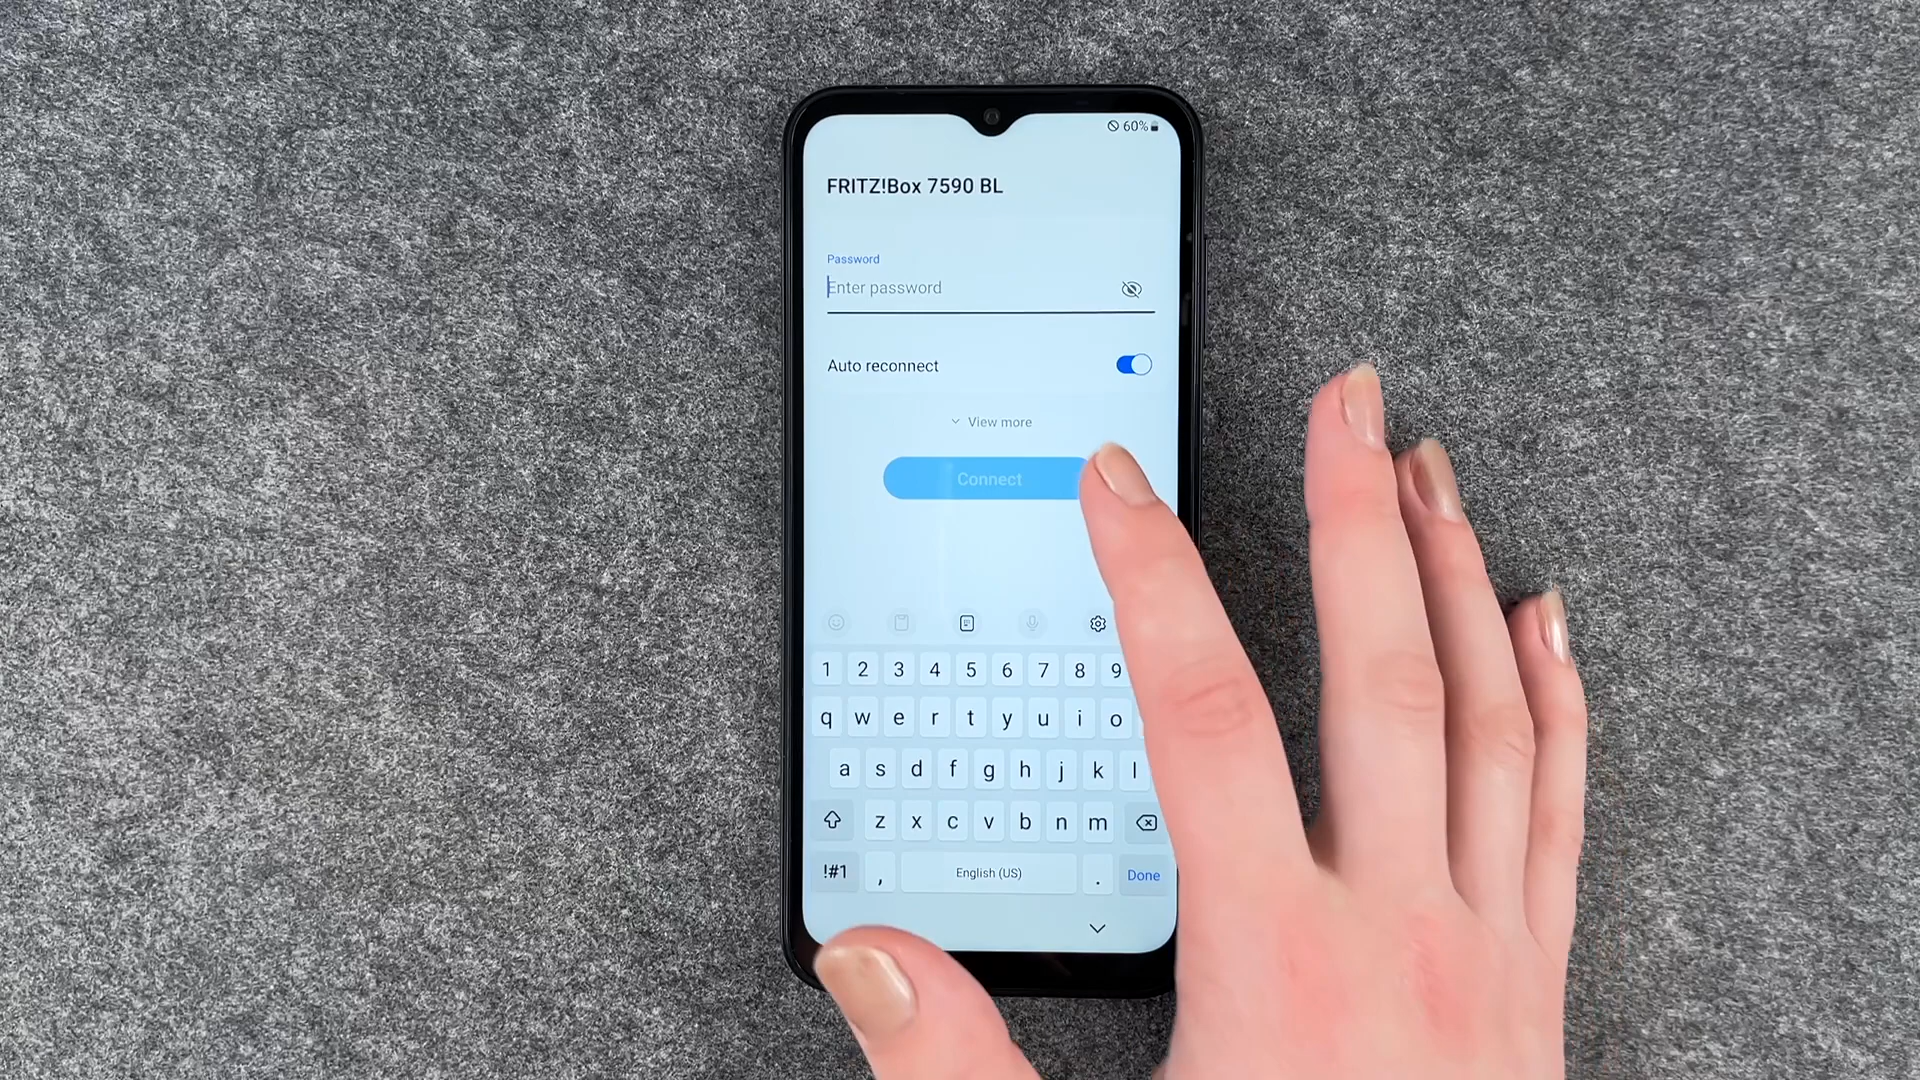 60%
FRITZ!Box 7590 BL
Password
Enter password
Auto reconnect
View more
Connect
1 2 3 4 5 6 7 8 9
q w e r t y u i o
a s d f g h j k l
z x c v b n m
!#1 , English (US) . Done